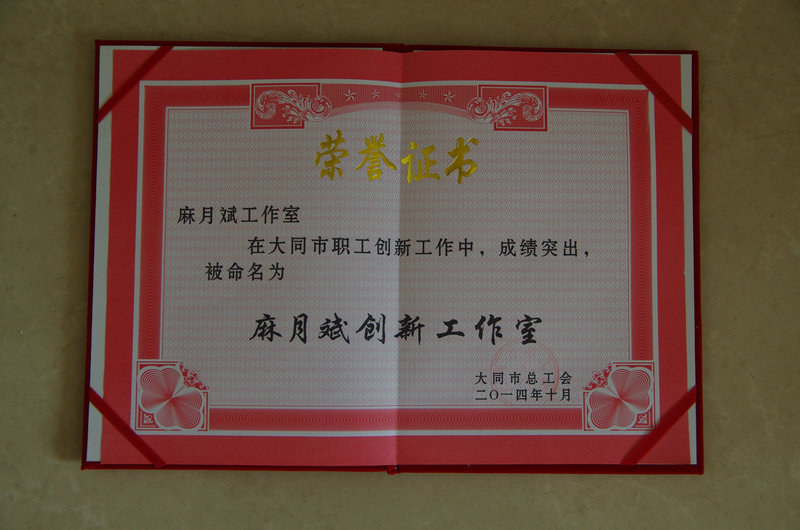 荣誉证书
麻月斌工作室
在大同市职工创新工作中，成绩突出，
被命名为
麻月斌创新工作室
大同市总工会
二〇一四年十月